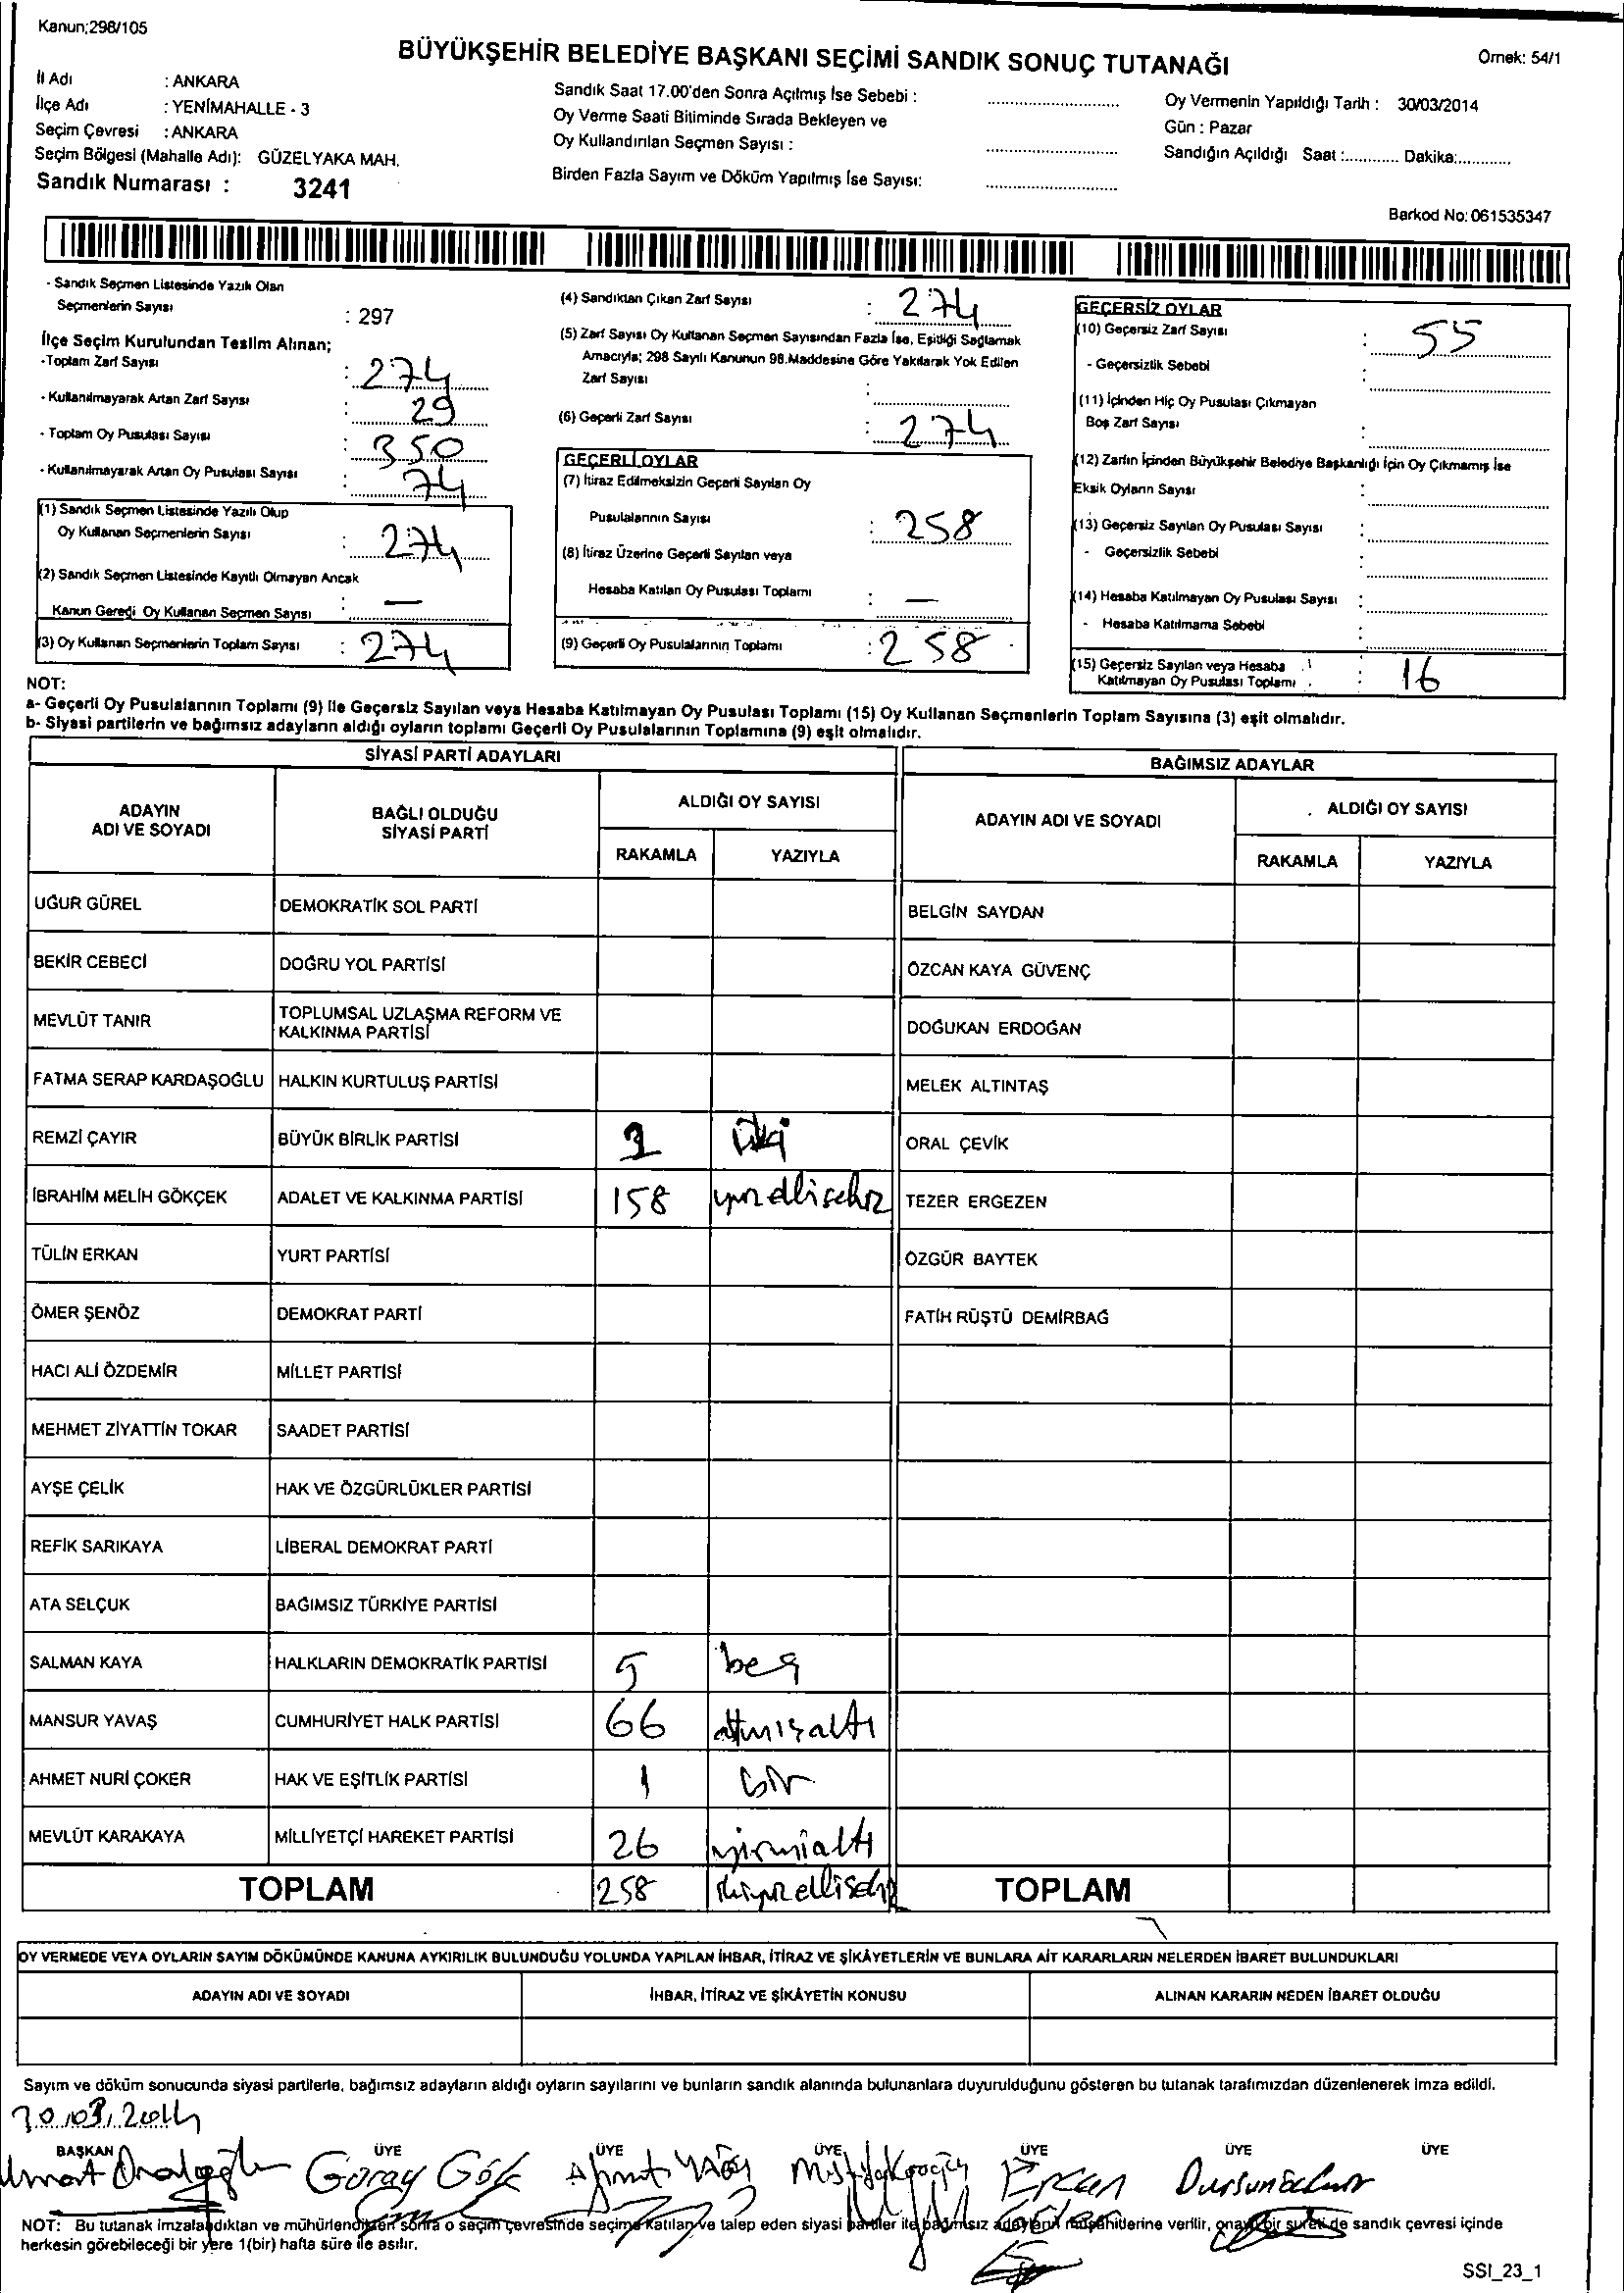 Kanun;298/105
BÜYÜKŞEHİR BELEDİYE BAŞKANI SEÇİMİ SANDIK SONUÇ TUTANAĞI
Örnek: 54/1
İl Adı : ANKARA
İlçe Adı : YENİMAHALLE - 3
Seçim Çevresi : ANKARA
Seçim Bölgesi (Mahalle Adı): GÜZELYAKA MAH.
Sandık Numarası : 3241
Sandık Saat 17.00'den Sonra Açılmış İse Sebebi :
Oy Verme Saati Bitiminde Sırada Bekleyen ve
Oy Kullandırılan Seçmen Sayısı :
Birden Fazla Sayım ve Döküm Yapılmış İse Sayısı:
Oy Vermenin Yapıldığı Tarih : 30/03/2014
Gün : Pazar
Sandığın Açıldığı Saat :............ Dakika:............
Barkod No: 061535347
- Sandık Seçmen Listesinde Yazılı Olan
Seçmenlerin Sayısı : 297
İlçe Seçim Kurulundan Teslim Alınan;
-Toplam Zarf Sayısı : 274
- Kullanılmayarak Artan Zarf Sayısı : 29
- Toplam Oy Pusulası Sayısı : 350
- Kullanılmayarak Artan Oy Pusulası Sayısı : 74
(1) Sandık Seçmen Listesinde Yazılı Olup
Oy Kullanan Seçmenlerin Sayısı : 274
(2) Sandık Seçmen Listesinde Kayıtlı Olmayan Ancak
Kanun Gereği Oy Kullanan Seçmen Sayısı : —
(3) Oy Kullanan Seçmenlerin Toplam Sayısı : 274
(4) Sandıktan Çıkan Zarf Sayısı : 274
(5) Zarf Sayısı Oy Kullanan Seçmen Sayısından Fazla İse, Eşitliği Sağlamak
Amacıyla; 298 Sayılı Kanunun 98.Maddesine Göre Yakılarak Yok Edilen
Zarf Sayısı :
(6) Geçerli Zarf Sayısı : 274
GEÇERLİ OYLAR
(7) İtiraz Edilmeksizin Geçerli Sayılan Oy
Pusulalarının Sayısı : 258
(8) İtiraz Üzerine Geçerli Sayılan veya
Hesaba Katılan Oy Pusulası Toplamı : —
(9) Geçerli Oy Pusulalarının Toplamı : 258
GEÇERSİZ OYLAR
(10) Geçersiz Zarf Sayısı : 55
- Geçersizlik Sebebi :
(11) İçinden Hiç Oy Pusulası Çıkmayan
Boş Zarf Sayısı :
(12) Zarfın İçinden Büyükşehir Belediye Başkanlığı İçin Oy Çıkmamış İse
Eksik Oyların Sayısı :
(13) Geçersiz Sayılan Oy Pusulası Sayısı :
- Geçersizlik Sebebi :
(14) Hesaba Katılmayan Oy Pusulası Sayısı :
- Hesaba Katılmama Sebebi :
(15) Geçersiz Sayılan veya Hesaba
Katılmayan Oy Pusulası Toplamı : 16
NOT:
a- Geçerli Oy Pusulalarının Toplamı (9) ile Geçersiz Sayılan veya Hesaba Katılmayan Oy Pusulası Toplamı (15) Oy Kullanan Seçmenlerin Toplam Sayısına (3) eşit olmalıdır.
b- Siyasi partilerin ve bağımsız adayların aldığı oyların toplamı Geçerli Oy Pusulalarının Toplamına (9) eşit olmalıdır.
SİYASİ PARTİ ADAYLARI BAĞIMSIZ ADAYLAR
ADAYIN ADI VE SOYADI BAĞLI OLDUĞU SİYASİ PARTİ ALDIĞI OY SAYISI ADAYIN ADI VE SOYADI ALDIĞI OY SAYISI
RAKAMLA YAZIYLA RAKAMLA YAZIYLA
UĞUR GÜREL DEMOKRATİK SOL PARTİ BELGİN SAYDAN
BEKİR CEBECİ DOĞRU YOL PARTİSİ ÖZCAN KAYA GÜVENÇ
MEVLÜT TANIR TOPLUMSAL UZLAŞMA REFORM VE KALKINMA PARTİSİ DOĞUKAN ERDOĞAN
FATMA SERAP KARDAŞOĞLU HALKIN KURTULUŞ PARTİSİ MELEK ALTINTAŞ
REMZİ ÇAYIR BÜYÜK BİRLİK PARTİSİ 2 iki ORAL ÇEVİK
İBRAHİM MELİH GÖKÇEK ADALET VE KALKINMA PARTİSİ 158 yüzellisekiz TEZER ERGEZEN
TÜLİN ERKAN YURT PARTİSİ ÖZGÜR BAYTEK
ÖMER ŞENÖZ DEMOKRAT PARTİ FATİH RÜŞTÜ DEMİRBAĞ
HACI ALİ ÖZDEMİR MİLLET PARTİSİ
MEHMET ZİYATTİN TOKAR SAADET PARTİSİ
AYŞE ÇELİK HAK VE ÖZGÜRLÜKLER PARTİSİ
REFİK SARIKAYA LİBERAL DEMOKRAT PARTİ
ATA SELÇUK BAĞIMSIZ TÜRKİYE PARTİSİ
SALMAN KAYA HALKLARIN DEMOKRATİK PARTİSİ 5 beş
MANSUR YAVAŞ CUMHURİYET HALK PARTİSİ 66 altmışaltı
AHMET NURİ ÇOKER HAK VE EŞİTLİK PARTİSİ 1 bir
MEVLÜT KARAKAYA MİLLİYETÇİ HAREKET PARTİSİ 26 yirmialtı
TOPLAM 258 ikiyüzellisekiz TOPLAM
OY VERMEDE VEYA OYLARIN SAYIM DÖKÜMÜNDE KANUNA AYKIRILIK BULUNDUĞU YOLUNDA YAPILAN İHBAR, İTİRAZ VE ŞİKÂYETLERİN VE BUNLARA AİT KARARLARIN NELERDEN İBARET BULUNDUKLARI
ADAYIN ADI VE SOYADI İHBAR, İTİRAZ VE ŞİKÂYETİN KONUSU ALINAN KARARIN NEDEN İBARET OLDUĞU
Sayım ve döküm sonucunda siyasi partilerle, bağımsız adayların aldığı oyların sayılarını ve bunların sandık alanında bulunanlara duyurulduğunu gösteren bu tutanak tarafımızdan düzenlenerek imza edildi.
30.03.2014
BAŞKAN ÜYE ÜYE ÜYE ÜYE ÜYE ÜYE
Goray Gök Ahmet Ercan Dursun
NOT: Bu tutanak imzalandıktan ve mühürlendikten sonra o seçim çevresinde seçime katılan ve talep eden siyasi partiler ile bağımsız adayların müşahitlerine verilir, onaylı bir sureti de sandık çevresi içinde
herkesin görebileceği bir yere 1(bir) hafta süre ile asılır.
SSI_23_1